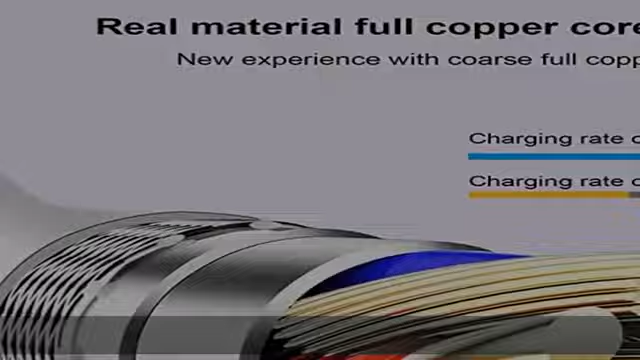 Real material full copper core
New experience with coarse full copp
Charging rate o
Charging rate o